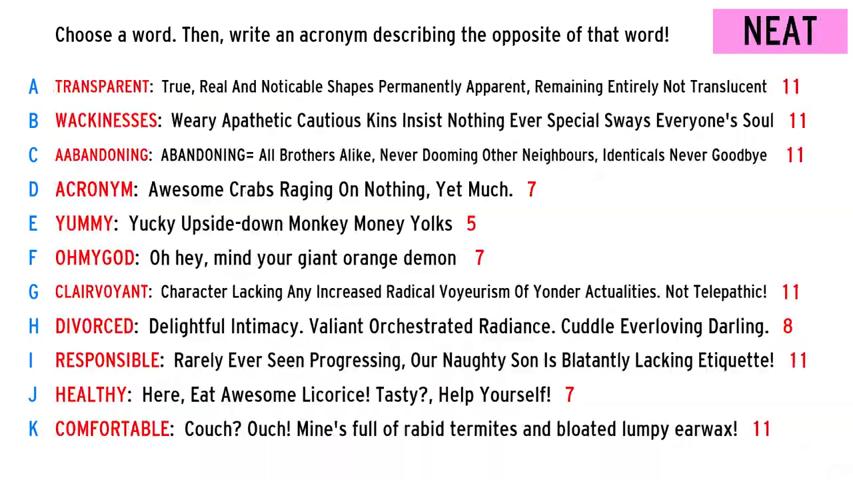 Choose a word. Then, write an acronym describing the opposite of that word!
NEAT
A TRANSPARENT: True, Real And Noticable Shapes Permanently Apparent, Remaining Entirely Not Translucent 11
B WACKINESSES: Weary Apathetic Cautious Kins Insist Nothing Ever Special Sways Everyone's Soul 11
C AABANDONING: ABANDONING= All Brothers Alike, Never Dooming Other Neighbours, Identicals Never Goodbye 11
D ACRONYM: Awesome Crabs Raging On Nothing, Yet Much. 7
E YUMMY: Yucky Upside-down Monkey Money Yolks 5
F OHMYGOD: Oh hey, mind your giant orange demon 7
G CLAIRVOYANT: Character Lacking Any Increased Radical Voyeurism Of Yonder Actualities. Not Telepathic! 11
H DIVORCED: Delightful Intimacy. Valiant Orchestrated Radiance. Cuddle Everloving Darling. 8
I RESPONSIBLE: Rarely Ever Seen Progressing, Our Naughty Son Is Blatantly Lacking Etiquette! 11
J HEALTHY: Here, Eat Awesome Licorice! Tasty?, Help Yourself! 7
K COMFORTABLE: Couch? Ouch! Mine's full of rabid termites and bloated lumpy earwax! 11